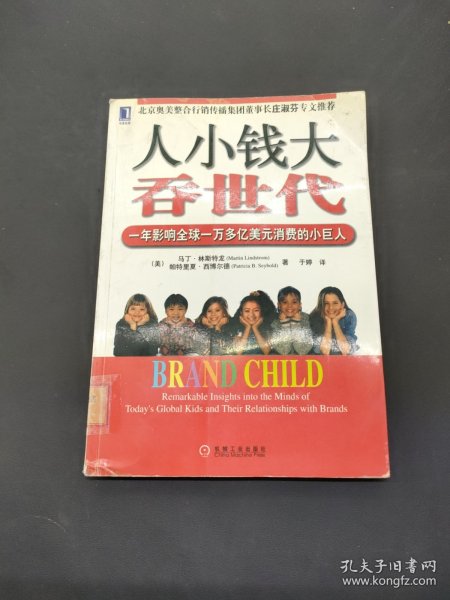 北京奥美整合行销传播集团董事长庄淑芬专文推荐
人小钱大
吞世代
一年影响全球一万多亿美元消费的小巨人
(美) 马丁·林斯特龙(Martin Lindstrom)
帕特里夏·西博尔德(Patricia B. Seybold) 著 于婷 译
BRAND CHILD
Remarkable Insights into the Minds of
Today's Global Kids and Their Relationships with Brands
机械工业出版社
China Machine Press
孔夫子旧书网
www.kongfz.com